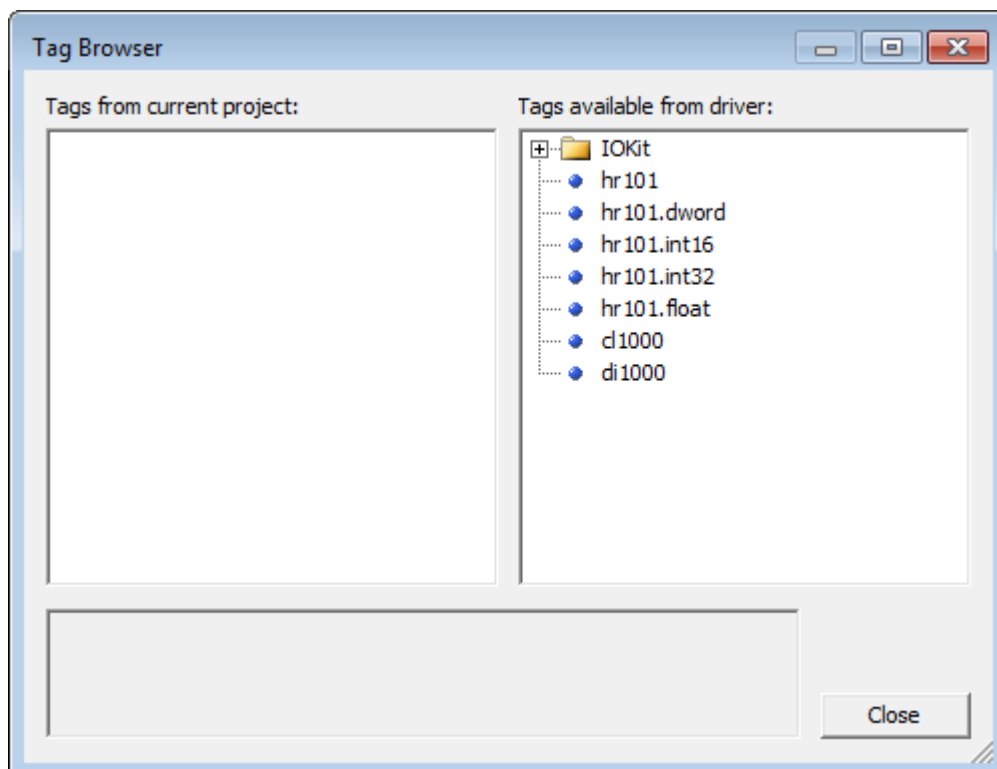 Tag Browser
Tags from current project:
Tags available from driver:
IOKit
hr101
hr101.dword
hr101.int16
hr101.int32
hr101.float
cl1000
di1000
Close